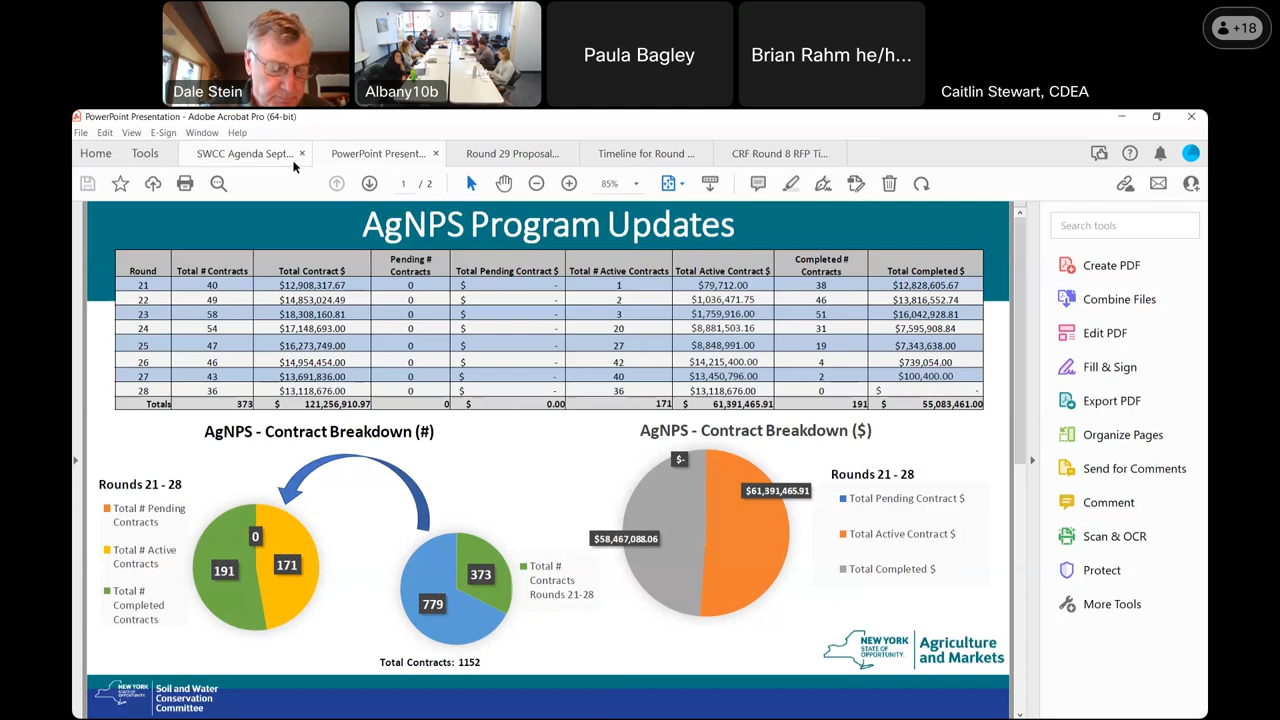 +18
Paula Bagley
Brian Rahm he/h...
Dale Stein
Albany10b
Caitlin Stewart, CDEA
PowerPoint Presentation - Adobe Acrobat Pro (64-bit)
File Edit View E-Sign Window Help
Home Tools SWCC Agenda Sept... PowerPoint Present... Round 29 Proposal... Timeline for Round ... CRF Round 8 RFP Ti...
1 / 2 85%
AgNPS Program Updates
Round Total # Contracts Total Contract $ Pending # Contracts Total Pending Contract $ Total # Active Contracts Total Active Contract $ Completed # Contracts Total Completed $
21 40 $12,908,317.67 0 $ - 1 $79,712.00 38 $12,828,605.67
22 49 $14,853,024.49 0 $ - 2 $1,036,471.75 46 $13,816,552.74
23 58 $18,308,160.81 0 $ - 3 $1,759,916.00 51 $16,042,928.81
24 54 $17,148,693.00 0 $ - 20 $8,881,503.16 31 $7,595,908.84
25 47 $16,273,749.00 0 $ - 27 $8,848,991.00 19 $7,343,638.00
26 46 $14,954,454.00 0 $ - 42 $14,215,400.00 4 $739,054.00
27 43 $13,691,836.00 0 $ - 40 $13,450,796.00 2 $100,400.00
28 36 $13,118,676.00 0 $ - 36 $13,118,676.00 0 $ -
Totals 373 $ 121,256,910.97 0 $ 0.00 171 $ 61,391,465.91 191 $ 55,083,461.00
AgNPS - Contract Breakdown (#)
Rounds 21 - 28
Total # Pending
Contracts
Total # Active
Contracts
Total #
Completed
Contracts
0
191
171
373
779
Total #
Contracts
Rounds 21-28
Total Contracts: 1152
AgNPS - Contract Breakdown ($)
$-
$61,391,465.91
$58,467,088.06
Rounds 21 - 28
Total Pending Contract $
Total Active Contract $
Total Completed $
NEW YORK
STATE OF
OPPORTUNITY.
Agriculture
and Markets
NEW YORK
STATE OF
OPPORTUNITY.
Soil and Water
Conservation
Committee
Search tools
Create PDF
Combine Files
Edit PDF
Fill & Sign
Export PDF
Organize Pages
Send for Comments
Comment
Scan & OCR
Protect
More Tools